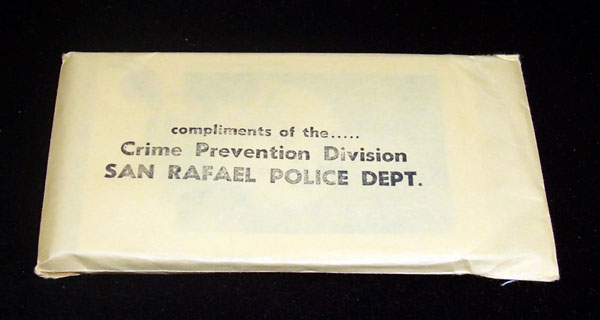 compliments of the.....
Crime Prevention Division
SAN RAFAEL POLICE DEPT.